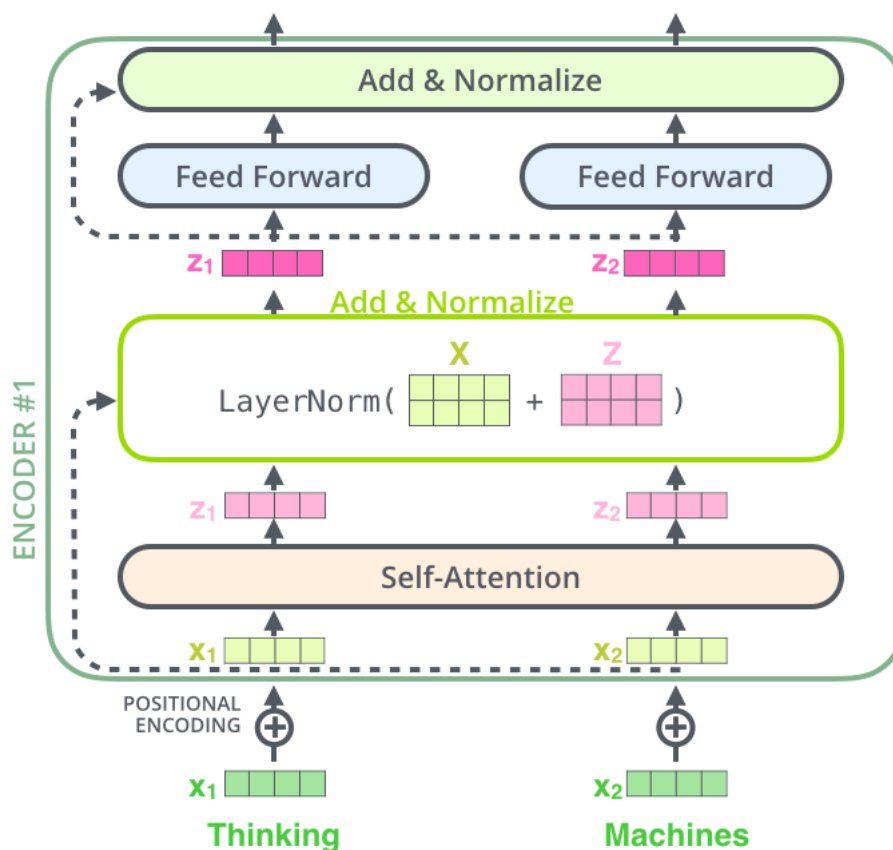 Add & Normalize
Feed Forward Feed Forward
z1 z2
Add & Normalize
X Z
LayerNorm( + )
ENCODER #1
z1 z2
Self-Attention
x1 x2
POSITIONAL
ENCODING
x1 x2
Thinking Machines